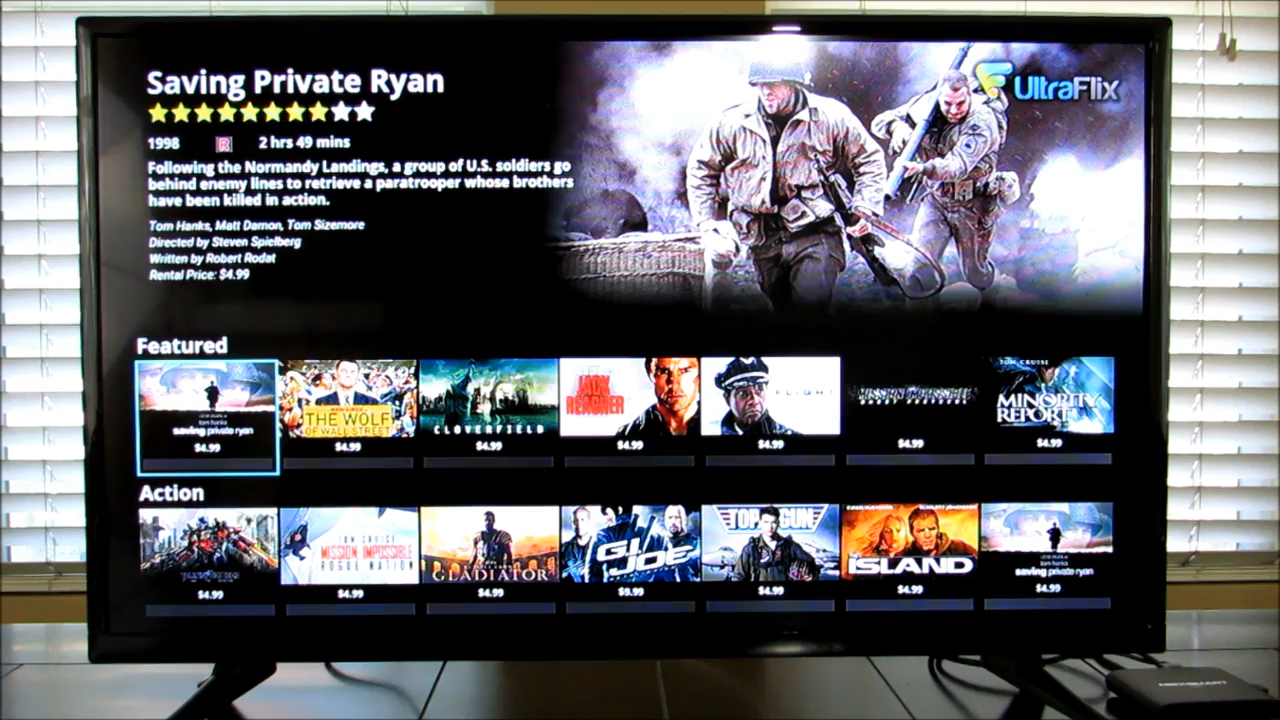 Saving Private Ryan
UltraFlix
1998 R 2 hrs 49 mins
Following the Normandy Landings, a group of U.S. soldiers go
behind enemy lines to retrieve a paratrooper whose brothers
have been killed in action.
Tom Hanks, Matt Damon, Tom Sizemore
Directed by Steven Spielberg
Written by Robert Rodat
Rental Price: $4.99
Featured
saving private ryan
THE WOLF
OF WALL STREET
CLOVERFIELD
JACK
REACHER
FLIGHT
TOM CRUISE
MINORITY
REPORT
$4.99 $4.99 $4.99 $4.99 $4.99 $4.99 $4.99
Action
TOM CRUISE
MISSION IMPOSSIBLE
ROGUE NATION
GLADIATOR
G.I. JOE
TOP GUN
THE ISLAND
tom hanks
saving private ryan
$4.99 $4.99 $4.99 $9.99 $4.99 $4.99 $4.99